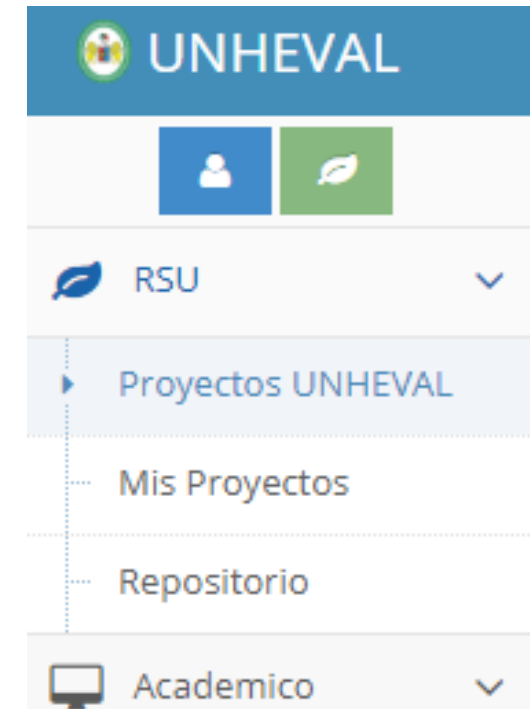 UNHEVAL
RSU
Proyectos UNHEVAL
Mis Proyectos
Repositorio
Academico